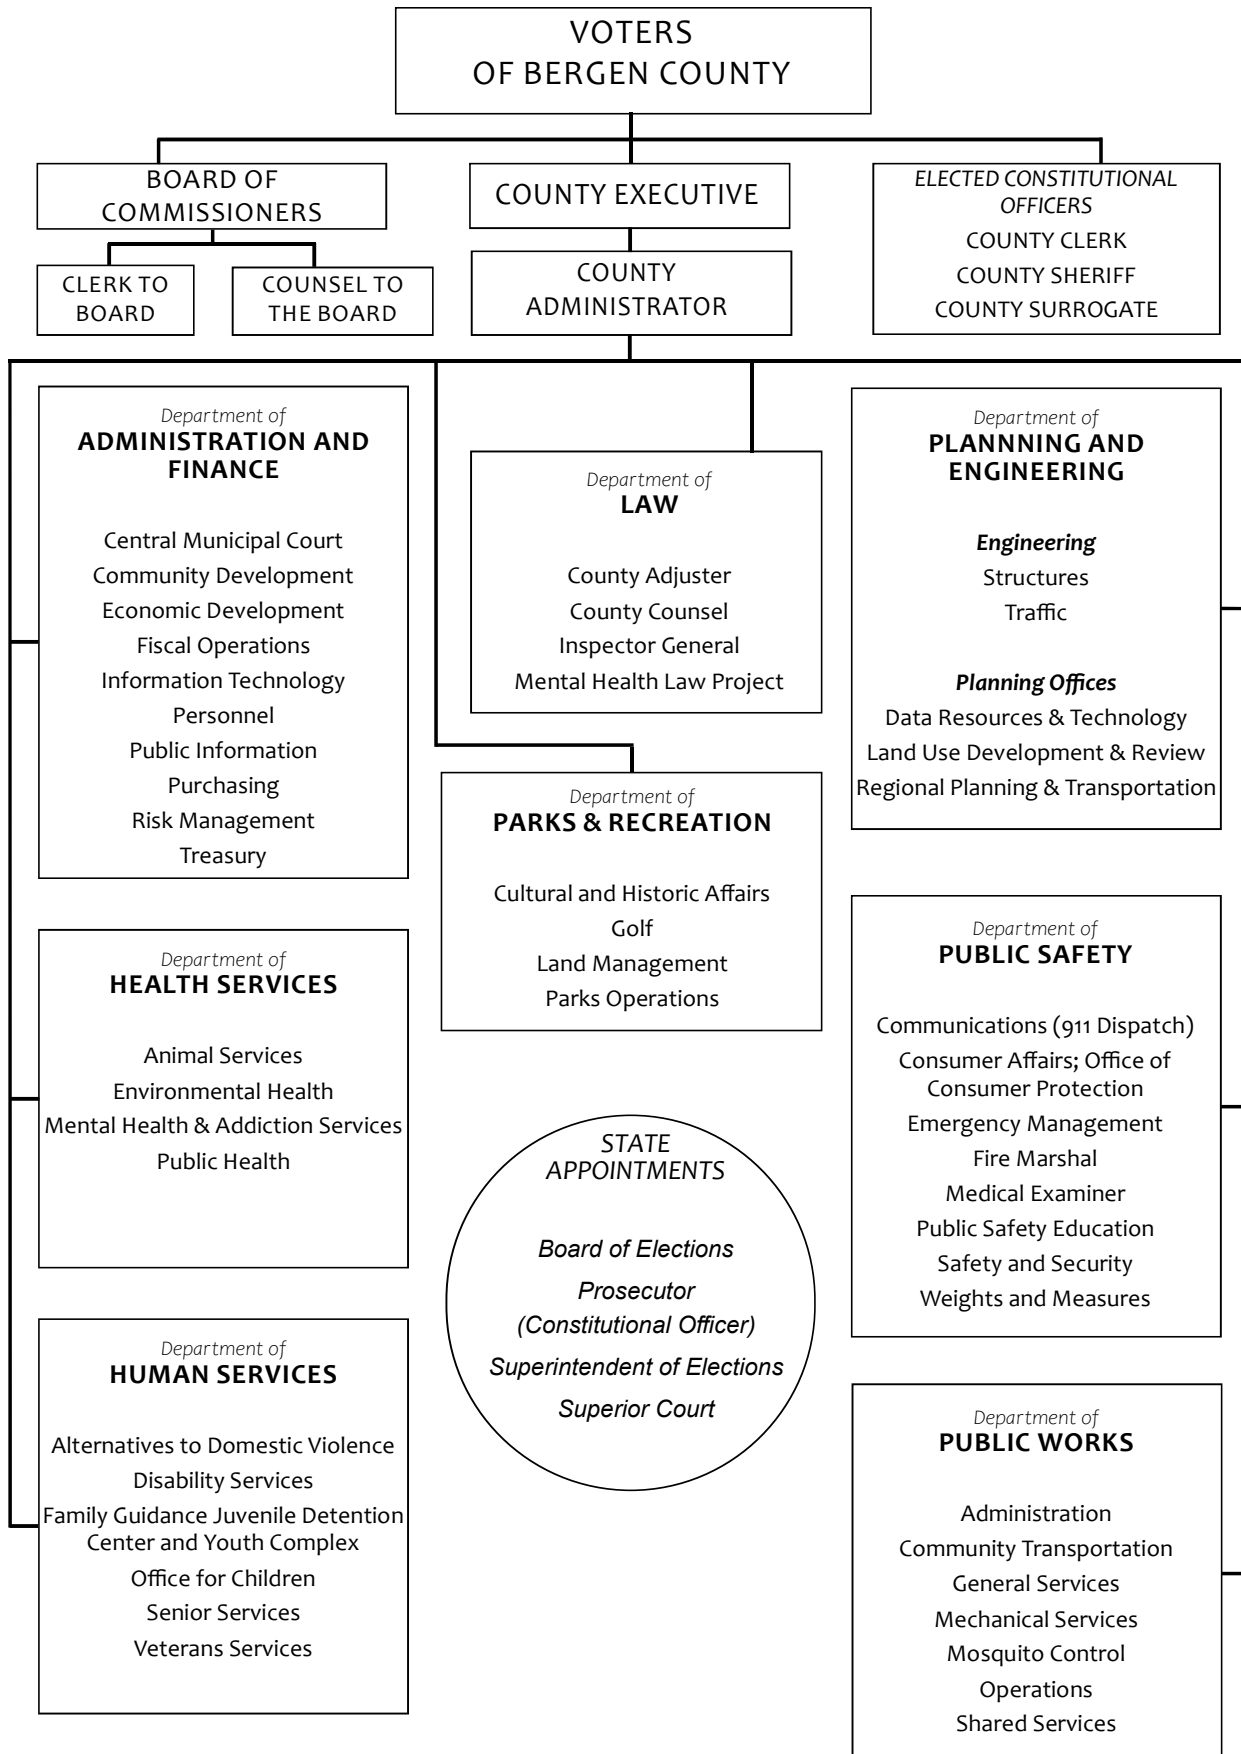 VOTERS
OF BERGEN COUNTY
BOARD OF
COMMISSIONERS
COUNTY EXECUTIVE
ELECTED CONSTITUTIONAL
OFFICERS
COUNTY CLERK
COUNTY SHERIFF
COUNTY SURROGATE
CLERK TO
BOARD
COUNSEL TO
THE BOARD
COUNTY
ADMINISTRATOR
Department of
ADMINISTRATION AND
FINANCE
Central Municipal Court
Community Development
Economic Development
Fiscal Operations
Information Technology
Personnel
Public Information
Purchasing
Risk Management
Treasury
Department of
LAW
County Adjuster
County Counsel
Inspector General
Mental Health Law Project
Department of
PLANNNING AND
ENGINEERING
Engineering
Structures
Traffic
Planning Offices
Data Resources & Technology
Land Use Development & Review
Regional Planning & Transportation
Department of
PARKS & RECREATION
Cultural and Historic Affairs
Golf
Land Management
Parks Operations
Department of
HEALTH SERVICES
Animal Services
Environmental Health
Mental Health & Addiction Services
Public Health
Department of
PUBLIC SAFETY
Communications (911 Dispatch)
Consumer Affairs; Office of
Consumer Protection
Emergency Management
Fire Marshal
Medical Examiner
Public Safety Education
Safety and Security
Weights and Measures
STATE
APPOINTMENTS
Board of Elections
Prosecutor
(Constitutional Officer)
Superintendent of Elections
Superior Court
Department of
HUMAN SERVICES
Alternatives to Domestic Violence
Disability Services
Family Guidance Juvenile Detention
Center and Youth Complex
Office for Children
Senior Services
Veterans Services
Department of
PUBLIC WORKS
Administration
Community Transportation
General Services
Mechanical Services
Mosquito Control
Operations
Shared Services